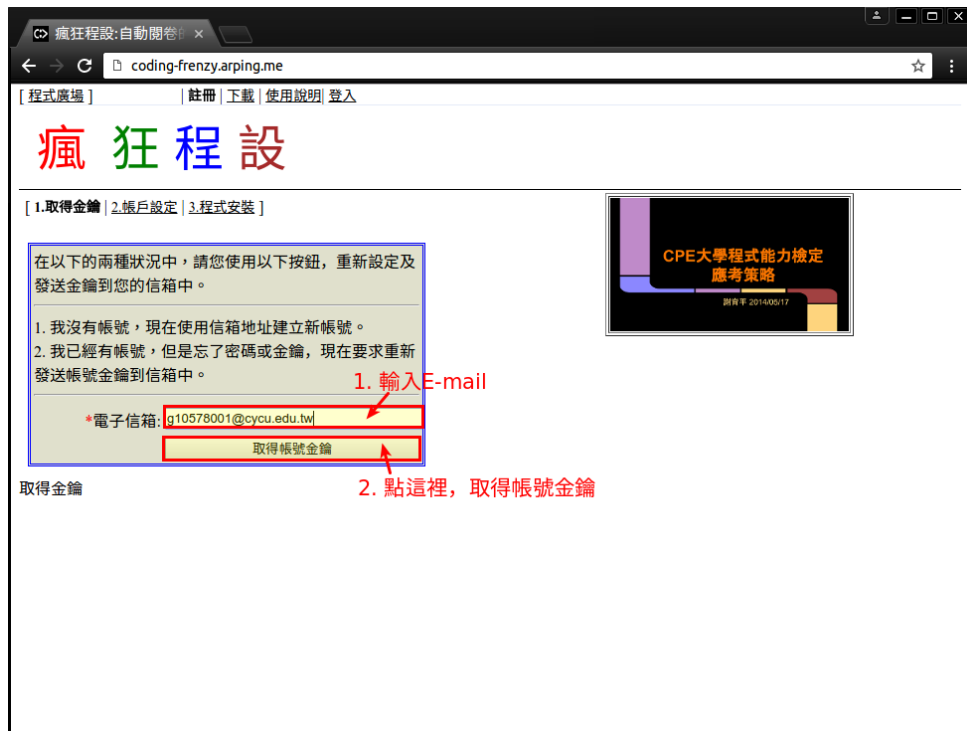 瘋狂程設:自動閱卷
coding-frenzy.arping.me
[ 程式廣場 ] | 註冊 | 下載 | 使用說明| 登入
瘋 狂 程 設
[ 1.取得金鑰 | 2.帳戶設定 | 3.程式安裝 ]
CPE大學程式能力檢定
應考策略
謝育平 2014/05/17
在以下的兩種狀況中，請您使用以下按鈕, 重新設定及
發送金鑰到您的信箱中。
1. 我沒有帳號，現在使用信箱地址建立新帳號。
2. 我已經有帳號，但是忘了密碼或金鑰, 現在要求重新
發送帳號金鑰到信箱中。
1. 輸入E-mail
*電子信箱: g10578001@cycu.edu.tw
取得帳號金鑰
2. 點這裡, 取得帳號金鑰
取得金鑰